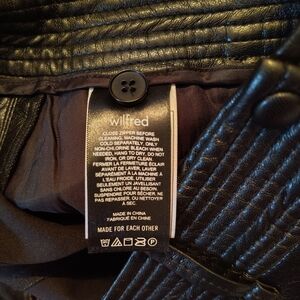 wilfred
CLOSE ZIPPER BEFORE
CLEANING, MACHINE WASH
COLD SEPARATELY, ONLY
NON-CHLORINE BLEACH WHEN
NEEDED, HANG TO DRY, DO NOT
IRON, OR DRY CLEAN
FERMER LA FERMETURE ÉCLAIR
AVANT DE LAVER, LAVER
SÉPARÉMENT À LA MACHINE À
L'EAU FROIDE, UTILISER
SEULEMENT UN JAVELLISANT
SANS CHLORE AU BESOIN,
SUSPENDRE POUR SÉCHER, NE
PAS REPASSER, OU NETTOYER
À SEC.
MADE IN CHINA
FABRIQUÉ EN CHINE
MADE FOR EACH OTHER